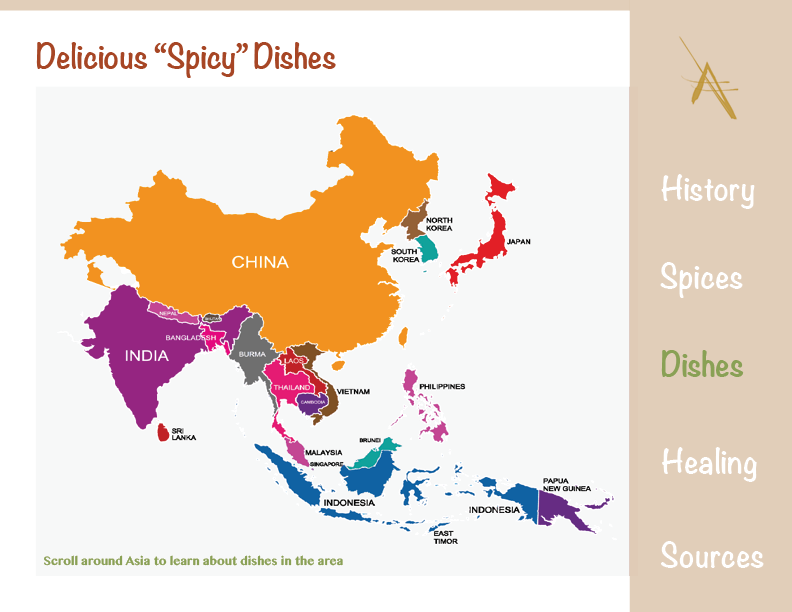 Delicious “Spicy” Dishes
History
Spices
Dishes
Healing
Sources
CHINA
NORTH
KOREA
SOUTH
KOREA
JAPAN
NEPAL
BHUTAN
BANGLADESH
INDIA
BURMA
LAOS
THAILAND
CAMBODIA
VIETNAM
PHILIPPINES
SRI
LANKA
MALAYSIA
SINGAPORE
BRUNEI
INDONESIA
INDONESIA
PAPUA
NEW GUINEA
EAST
TIMOR
Scroll around Asia to learn about dishes in the area